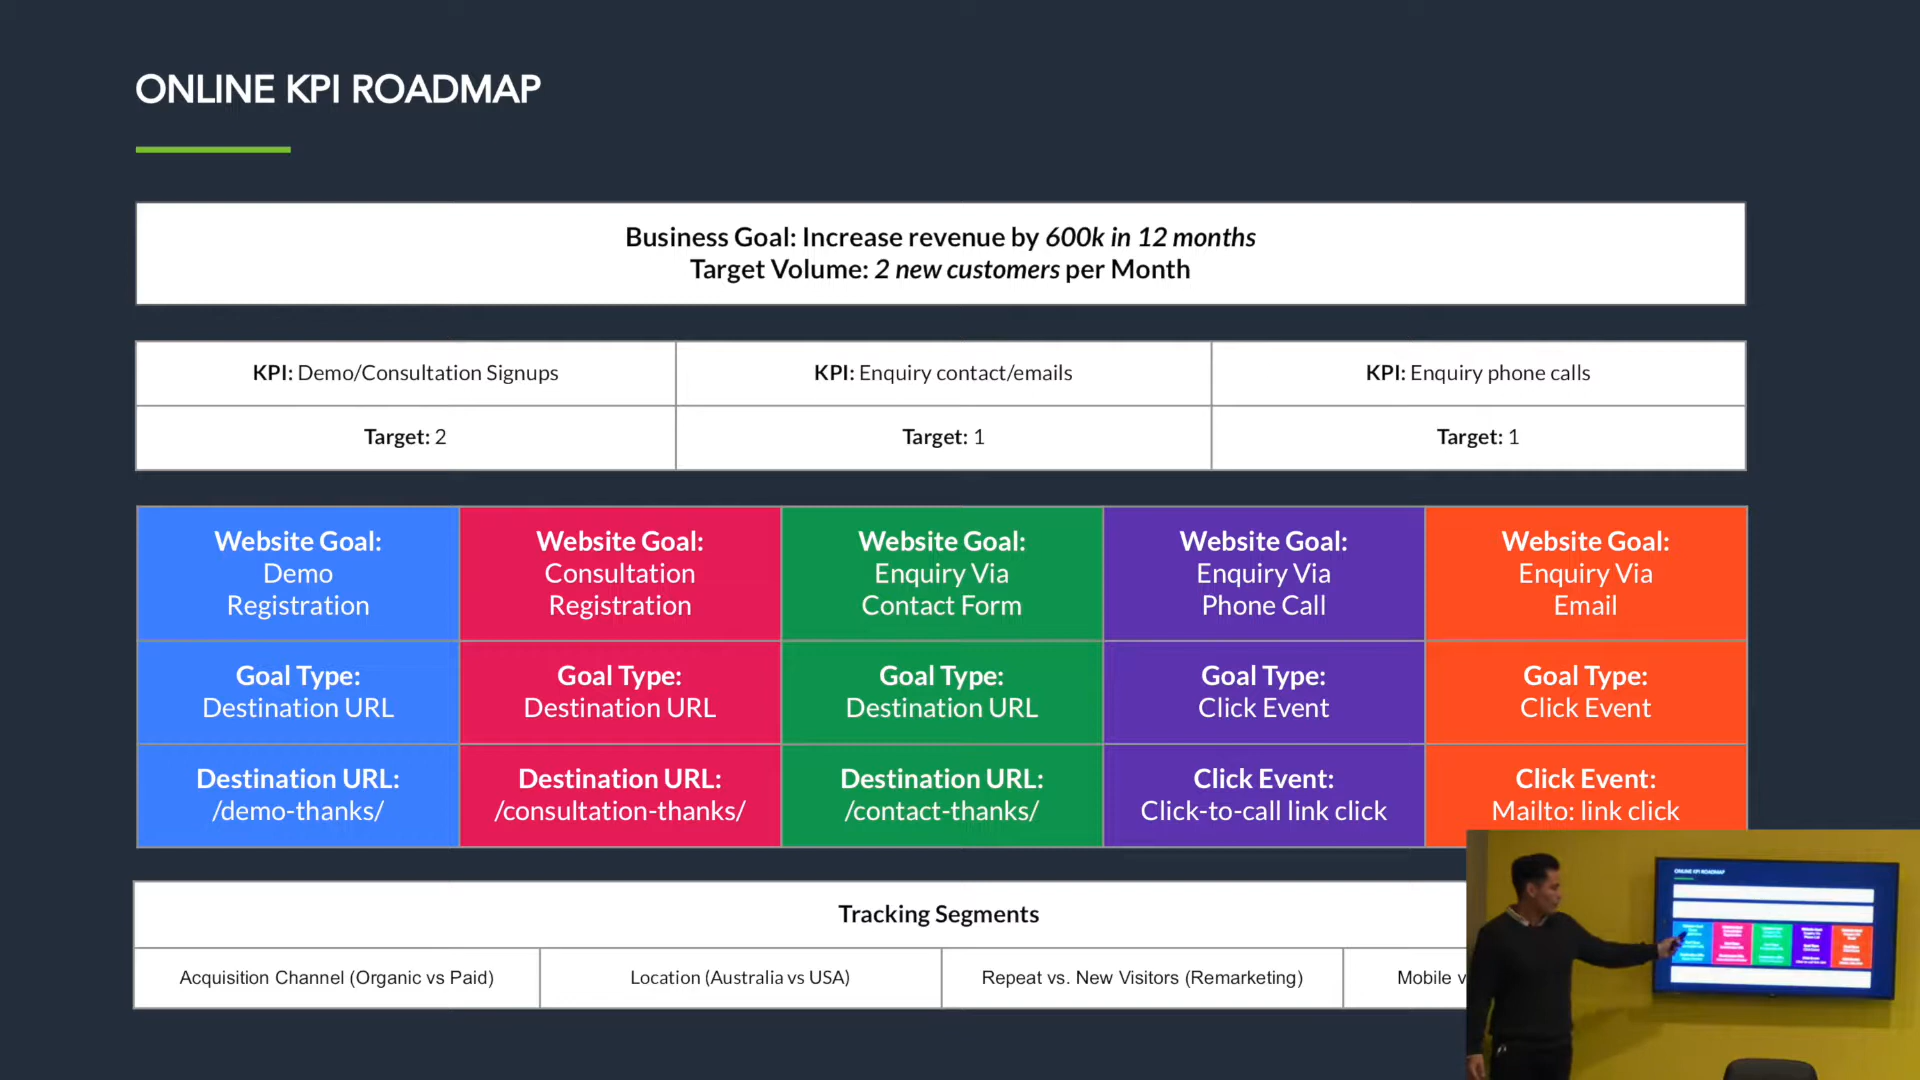 ONLINE KPI ROADMAP
Business Goal: Increase revenue by 600k in 12 months
Target Volume: 2 new customers per Month
KPI: Demo/Consultation Signups
KPI: Enquiry contact/emails
KPI: Enquiry phone calls
Target: 2
Target: 1
Target: 1
Website Goal:
Demo
Registration
Website Goal:
Consultation
Registration
Website Goal:
Enquiry Via
Contact Form
Website Goal:
Enquiry Via
Phone Call
Website Goal:
Enquiry Via
Email
Goal Type:
Destination URL
Goal Type:
Destination URL
Goal Type:
Destination URL
Goal Type:
Click Event
Goal Type:
Click Event
Destination URL:
/demo-thanks/
Destination URL:
/consultation-thanks/
Destination URL:
/contact-thanks/
Click Event:
Click-to-call link click
Click Event:
Mailto: link click
Tracking Segments
Acquisition Channel (Organic vs Paid)
Location (Australia vs USA)
Repeat vs. New Visitors (Remarketing)
Mobile v
ONLINE KPI ROADMAP